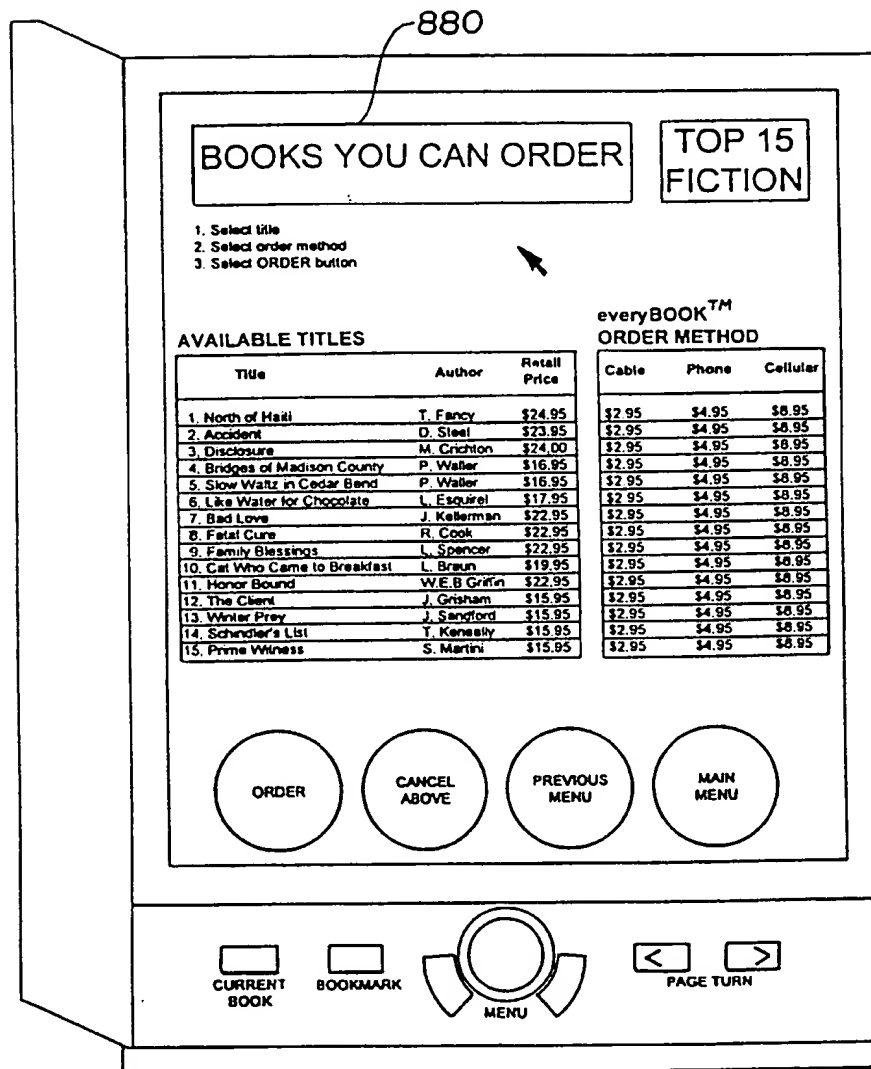 880
BOOKS YOU CAN ORDER
TOP 15
FICTION
1. Select title
2. Select order method
3. Select ORDER button
everyBOOK™
AVAILABLE TITLES
ORDER METHOD
Title Author Retail Price Cable Phone Cellular
1. North of Haiti T. Fancy $24.95 $2.95 $4.95 $8.95
2. Accident D. Steel $23.95 $2.95 $4.95 $8.95
3. Disclosure M. Crichton $24.00 $2.95 $4.95 $8.95
4. Bridges of Madison County P. Waller $16.95 $2.95 $4.95 $8.95
5. Slow Waltz in Cedar Bend P. Waller $16.95 $2.95 $4.95 $8.95
6. Like Water for Chocolate L. Esquirel $17.95 $2.95 $4.95 $8.95
7. Bad Love J. Kellerman $22.95 $2.95 $4.95 $8.95
8. Fatal Cure R. Cook $22.95 $2.95 $4.95 $8.95
9. Family Blessings L. Spencer $22.95 $2.95 $4.95 $8.95
10. Cat Who Came to Breakfast L. Braun $19.95 $2.95 $4.95 $8.95
11. Honor Bound W.E.B Griffin $22.95 $2.95 $4.95 $8.95
12. The Client J. Grisham $15.95 $2.95 $4.95 $8.95
13. Winter Prey J. Sandford $15.95 $2.95 $4.95 $8.95
14. Schindler's List T. Keneally $15.95 $2.95 $4.95 $8.95
15. Prime Witness S. Martini $15.95 $2.95 $4.95 $8.95
ORDER
CANCEL
ABOVE
PREVIOUS
MENU
MAIN
MENU
< >
CURRENT
BOOK
BOOKMARK
MENU
PAGE TURN